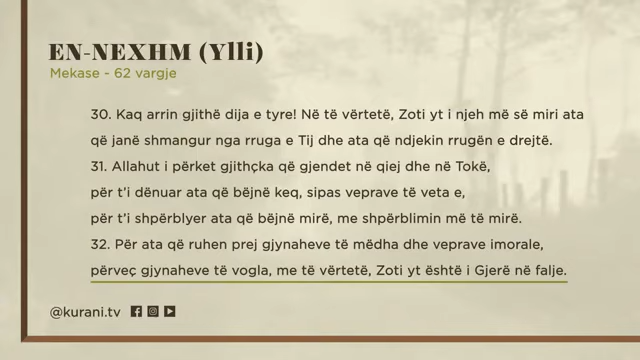 EN-NEXHM (Ylli)
Mekase - 62 vargje
30. Kaq arrin gjithë dija e tyre! Në të vërtetë, Zoti yt i njeh më së miri ata
që janë shmangur nga rruga e Tij dhe ata që ndjekin rrugën e drejtë.
31. Allahut i përket gjithçka që gjendet në qiej dhe në Tokë,
për t'i dënuar ata që bëjnë keq, sipas veprave të veta e,
për t'i shpërblyer ata që bëjnë mirë, me shpërblimin më të mirë.
32. Për ata që ruhen prej gjynaheve të mëdha dhe veprave imorale,
përveç gjynaheve të vogla, me të vërtetë, Zoti yt është i Gjerë në falje.
@kurani.tv